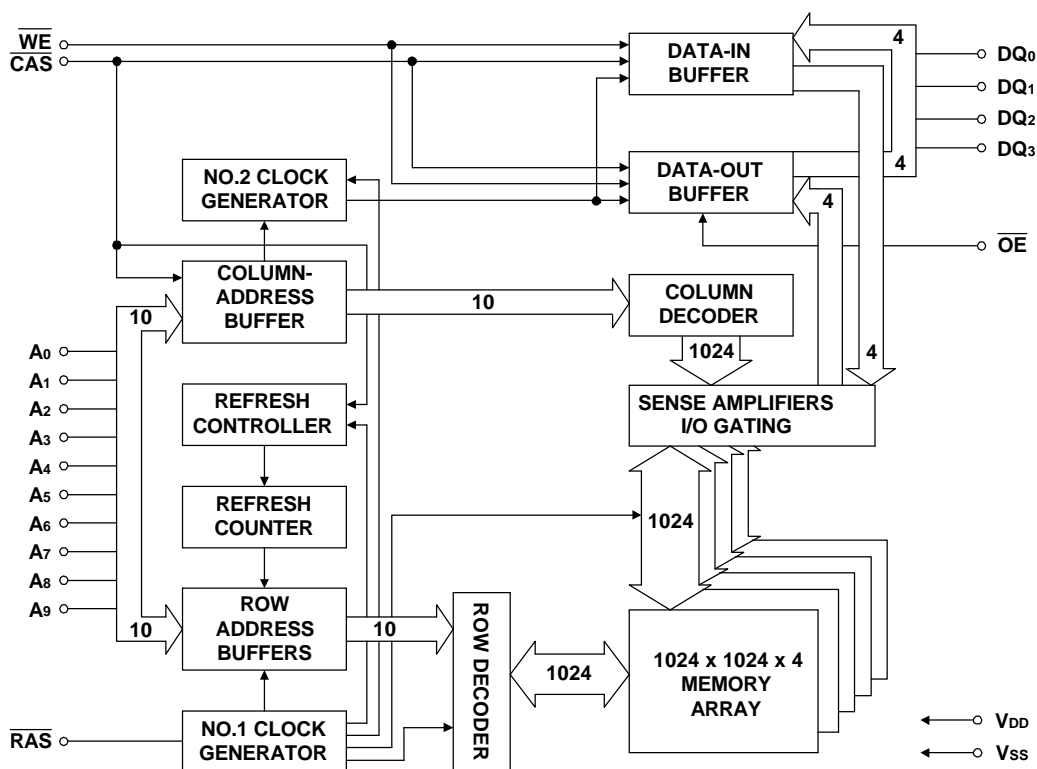 WE
CAS
DATA-IN
BUFFER
4
DQ0
DQ1
DQ2
DQ3
NO.2 CLOCK
GENERATOR
DATA-OUT
BUFFER
4
4
OE
COLUMN-
ADDRESS
BUFFER
10
10
COLUMN
DECODER
1024
4
A0
A1
A2
A3
A4
A5
A6
A7
A8
A9
REFRESH
CONTROLLER
SENSE AMPLIFIERS
I/O GATING
REFRESH
COUNTER
1024
10
ROW
ADDRESS
BUFFERS
10
ROW DECODER
1024
1024 x 1024 x 4
MEMORY
ARRAY
RAS
NO.1 CLOCK
GENERATOR
VDD
VSS